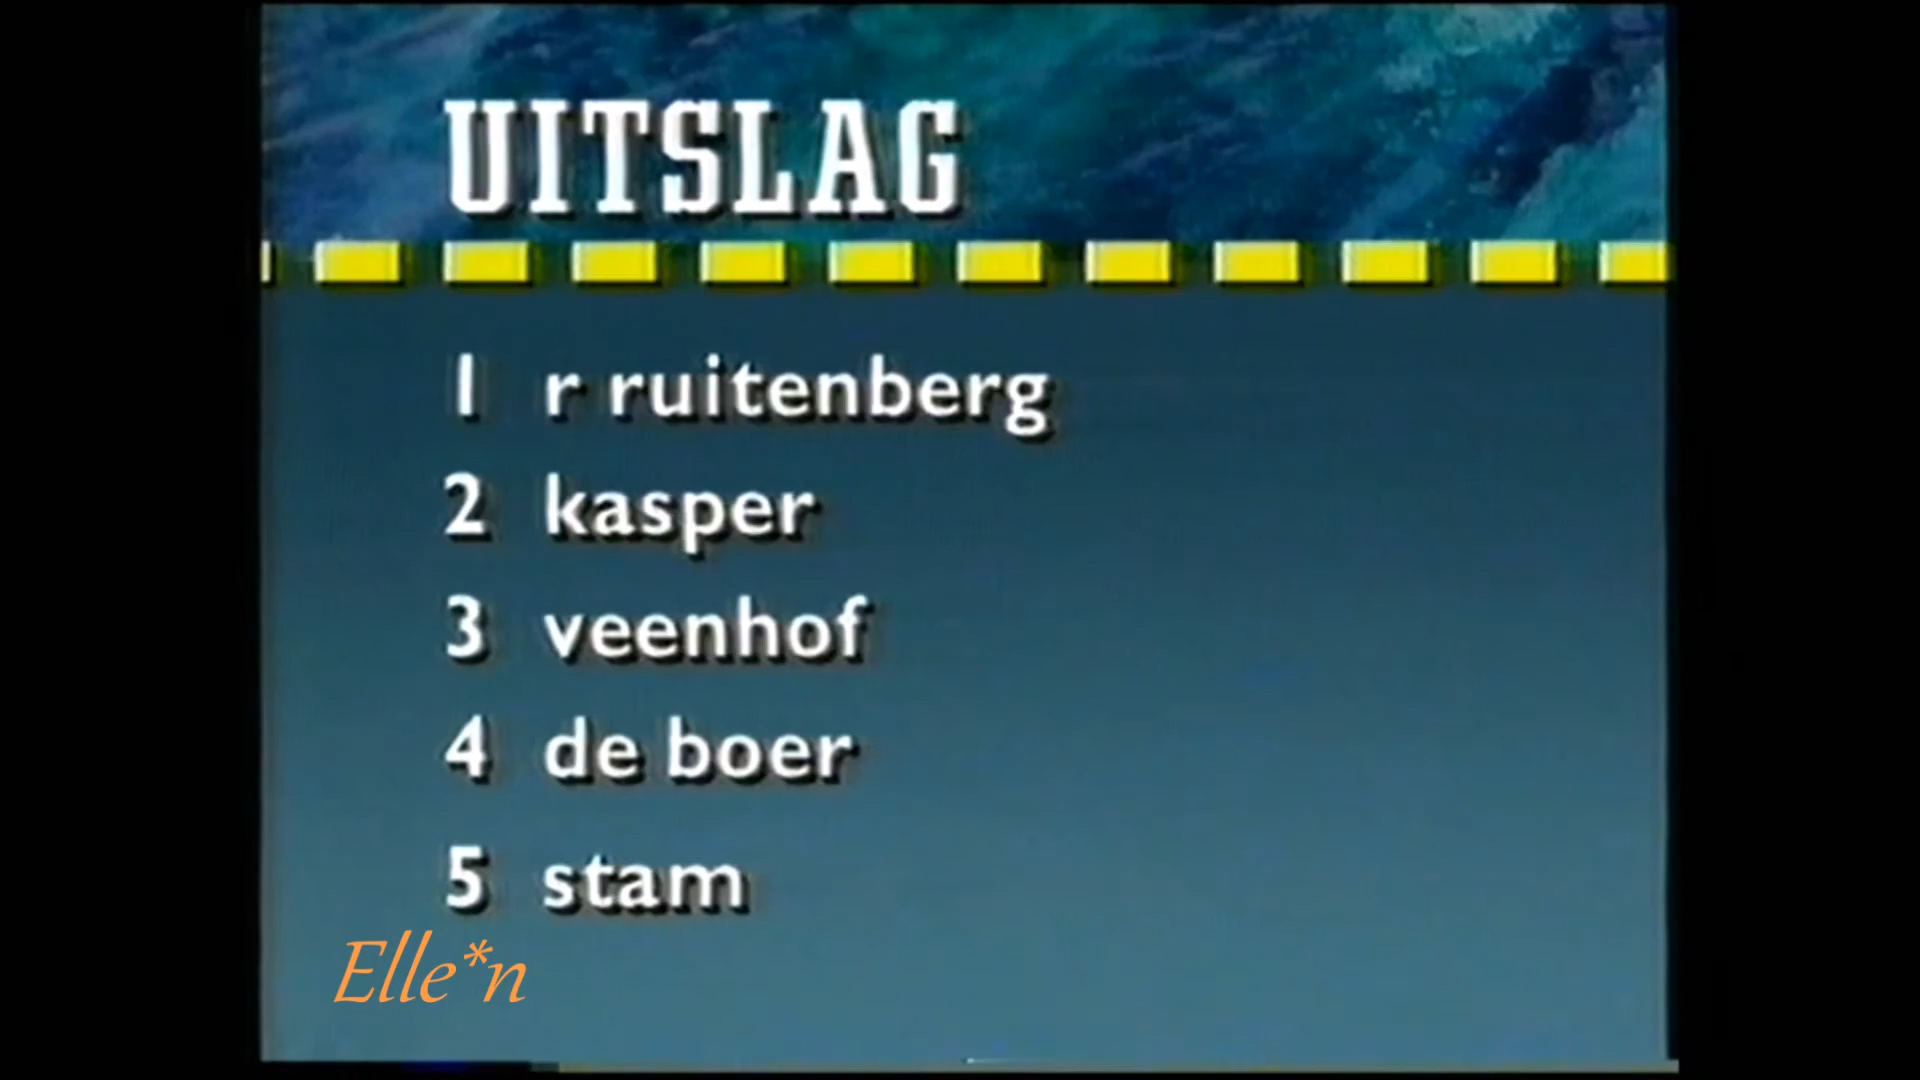 UITSLAG
1 r ruitenberg
2 kasper
3 veenhof
4 de boer
5 stam
Elle*n